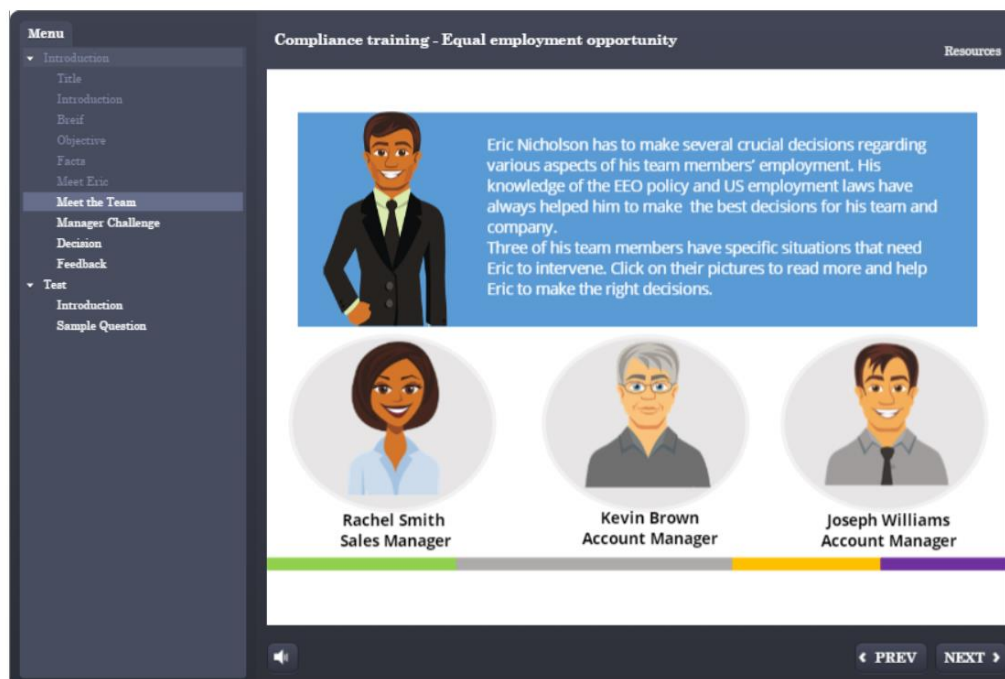 Menu
Introduction
Title
Introduction
Breif
Objective
Facts
Meet Eric
Meet the Team
Manager Challenge
Decision
Feedback
Test
Introduction
Sample Question
Compliance training - Equal employment opportunity
Resources
Eric Nicholson has to make several crucial decisions regarding
various aspects of his team members’ employment. His
knowledge of the EEO policy and US employment laws have
always helped him to make the best decisions for his team and
company.
Three of his team members have specific situations that need
Eric to intervene. Click on their pictures to read more and help
Eric to make the right decisions.
Rachel Smith
Sales Manager
Kevin Brown
Account Manager
Joseph Williams
Account Manager
PREV
NEXT